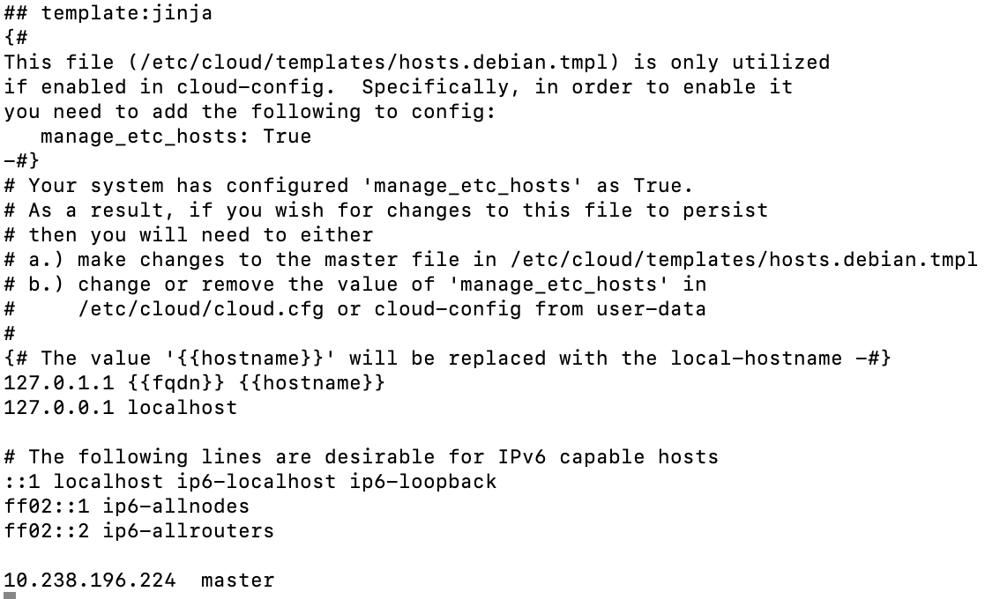 ## template:jinja
{#
This file (/etc/cloud/templates/hosts.debian.tmpl) is only utilized
if enabled in cloud-config.  Specifically, in order to enable it
you need to add the following to config:
   manage_etc_hosts: True
-#}
# Your system has configured 'manage_etc_hosts' as True.
# As a result, if you wish for changes to this file to persist
# then you will need to either
# a.) make changes to the master file in /etc/cloud/templates/hosts.debian.tmpl
# b.) change or remove the value of 'manage_etc_hosts' in
#     /etc/cloud/cloud.cfg or cloud-config from user-data
#
{# The value '{{hostname}}' will be replaced with the local-hostname -#}
127.0.1.1 {{fqdn}} {{hostname}}
127.0.0.1 localhost

# The following lines are desirable for IPv6 capable hosts
::1 localhost ip6-localhost ip6-loopback
ff02::1 ip6-allnodes
ff02::2 ip6-allrouters

10.238.196.224  master